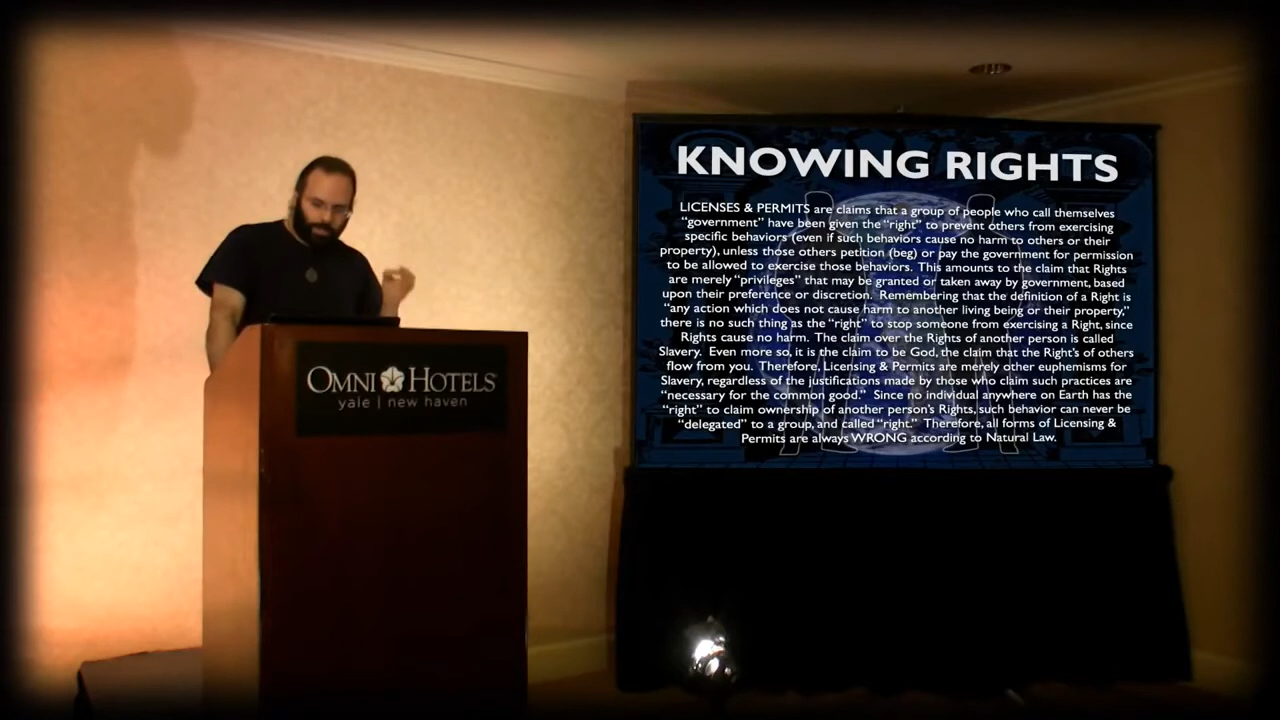 OMNI HOTELS
yale | new haven
KNOWING RIGHTS
LICENSES & PERMITS are claims that a group of people who call themselves
“government” have been given the “right” to prevent others from exercising
specific behaviors (even if such behaviors cause no harm to others or their
property), unless those others petition (beg) or pay the government for permission
to be allowed to exercise those behaviors. This amounts to the claim that Rights
are merely “privileges” that may be granted or taken away by government, based
upon their preference or discretion. Remembering that the definition of a Right is
“any action which does not cause harm to another living being or their property,”
there is no such thing as the “right” to stop someone from exercising a Right, since
Rights cause no harm. The claim over the Rights of another person is called
Slavery. Even more so, it is the claim to be God, the claim that the Right's of others
flow from you. Therefore, Licensing & Permits are merely other euphemisms for
Slavery, regardless of the justifications made by those who claim such practices are
“necessary for the common good.” Since no individual anywhere on Earth has the
“right” to claim ownership of another person's Rights, such behavior can never be
“delegated” to a group, and called “right.” Therefore, all forms of Licensing &
Permits are always WRONG according to Natural Law.